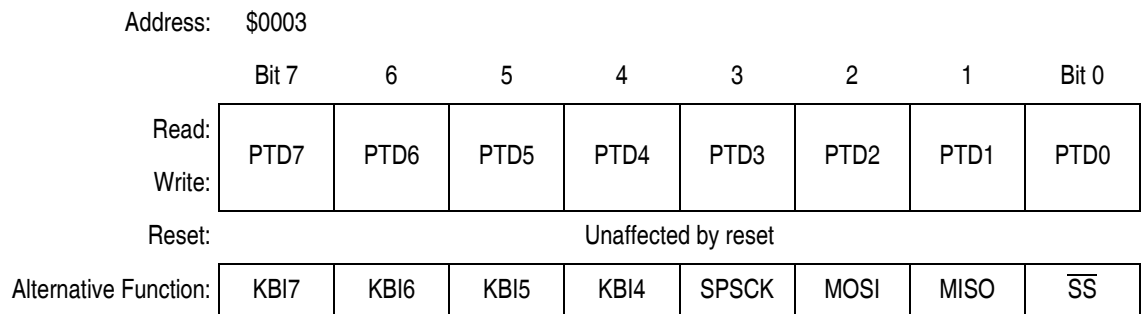 Address: $0003
Bit 7 6 5 4 3 2 1 Bit 0
Read:
PTD7 PTD6 PTD5 PTD4 PTD3 PTD2 PTD1 PTD0
Write:
Reset: Unaffected by reset
Alternative Function: KBI7 KBI6 KBI5 KBI4 SPSCK MOSI MISO S̅S̅